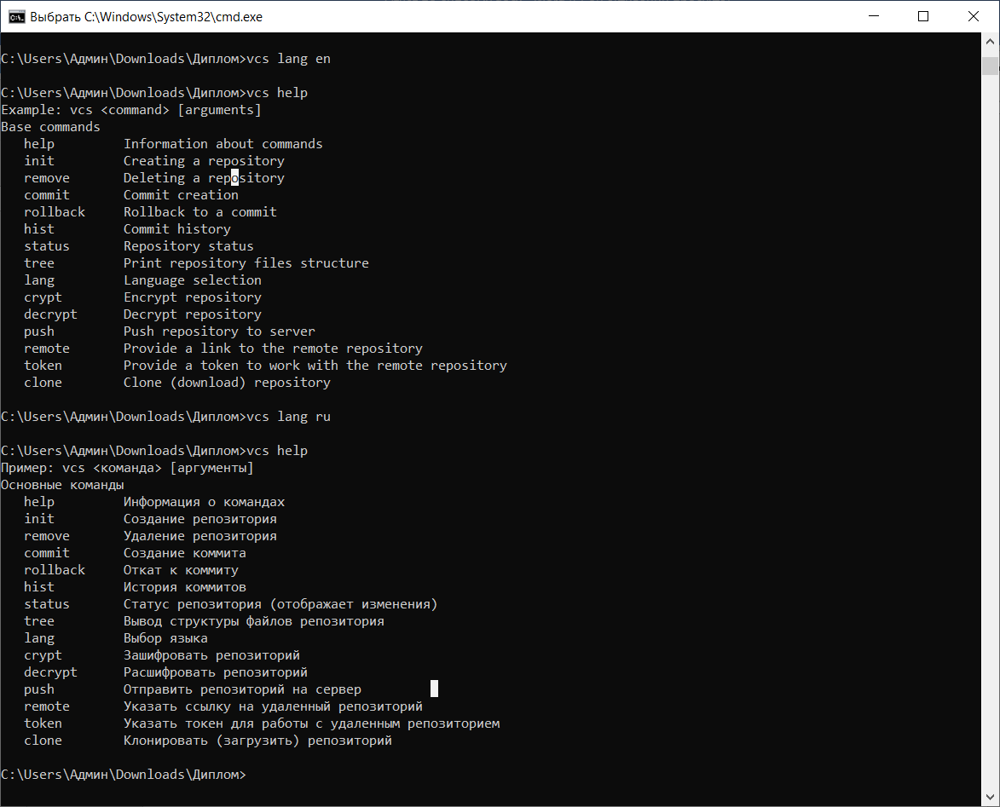 Выбрать C:\Windows\System32\cmd.exe
C:\Users\Админ\Downloads\Диплом>vcs lang en
C:\Users\Админ\Downloads\Диплом>vcs help
Example: vcs <command> [arguments]
Base commands
help Information about commands
init Creating a repository
remove Deleting a repository
commit Commit creation
rollback Rollback to a commit
hist Commit history
status Repository status
tree Print repository files structure
lang Language selection
crypt Encrypt repository
decrypt Decrypt repository
push Push repository to server
remote Provide a link to the remote repository
token Provide a token to work with the remote repository
clone Clone (download) repository
C:\Users\Админ\Downloads\Диплом>vcs lang ru
C:\Users\Админ\Downloads\Диплом>vcs help
Пример: vcs <команда> [аргументы]
Основные команды
help Информация о командах
init Создание репозитория
remove Удаление репозитория
commit Создание коммита
rollback Откат к коммиту
hist История коммитов
status Статус репозитория (отображает изменения)
tree Вывод структуры файлов репозитория
lang Выбор языка
crypt Зашифровать репозиторий
decrypt Расшифровать репозиторий
push Отправить репозиторий на сервер
remote Указать ссылку на удаленный репозиторий
token Указать токен для работы с удаленным репозиторием
clone Клонировать (загрузить) репозиторий
C:\Users\Админ\Downloads\Диплом>